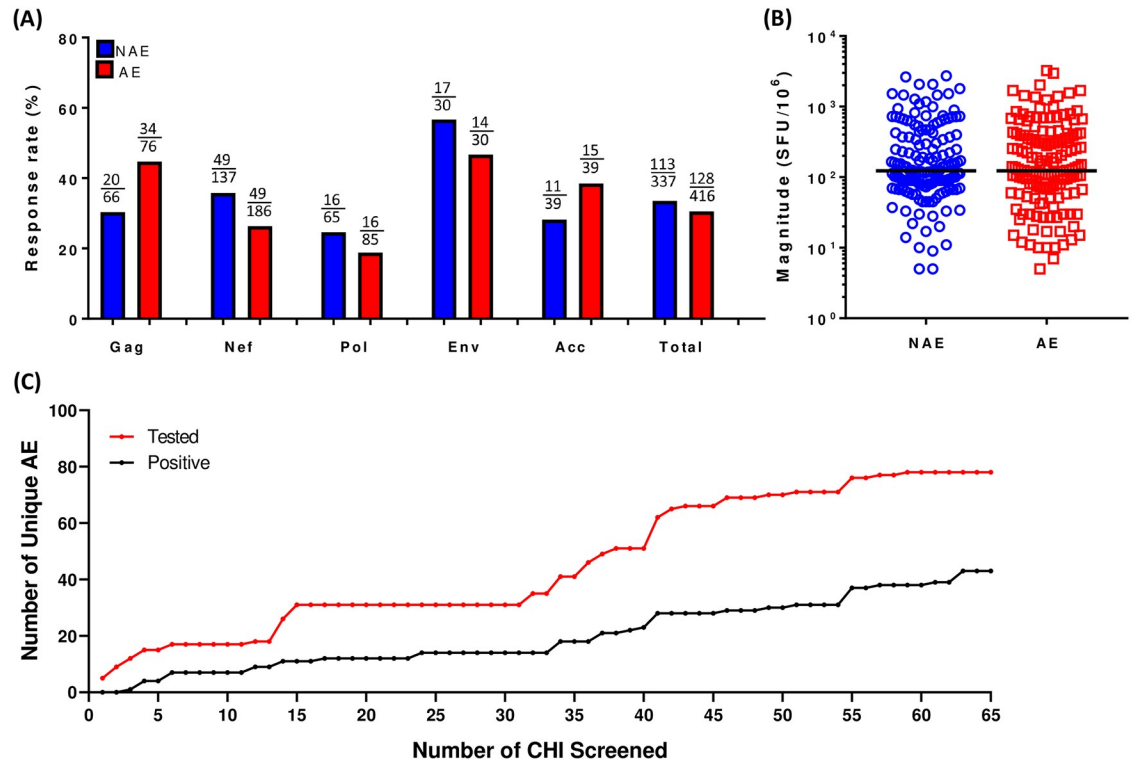 (A)
80
60
40
20
0
Response rate (%)
NAE
AE
20/66
34/76
49/137
49/186
16/65
16/85
17/30
14/30
11/39
15/39
113/337
128/416
Gag Nef Pol Env Acc Total
(B)
10^4
10^3
10^2
10^1
10^0
Magnitude (SFU/10^6)
NAE AE
(C)
100
80
60
40
20
0
Number of Unique AE
Tested
Positive
0 5 10 15 20 25 30 35 40 45 50 55 60 65
Number of CHI Screened